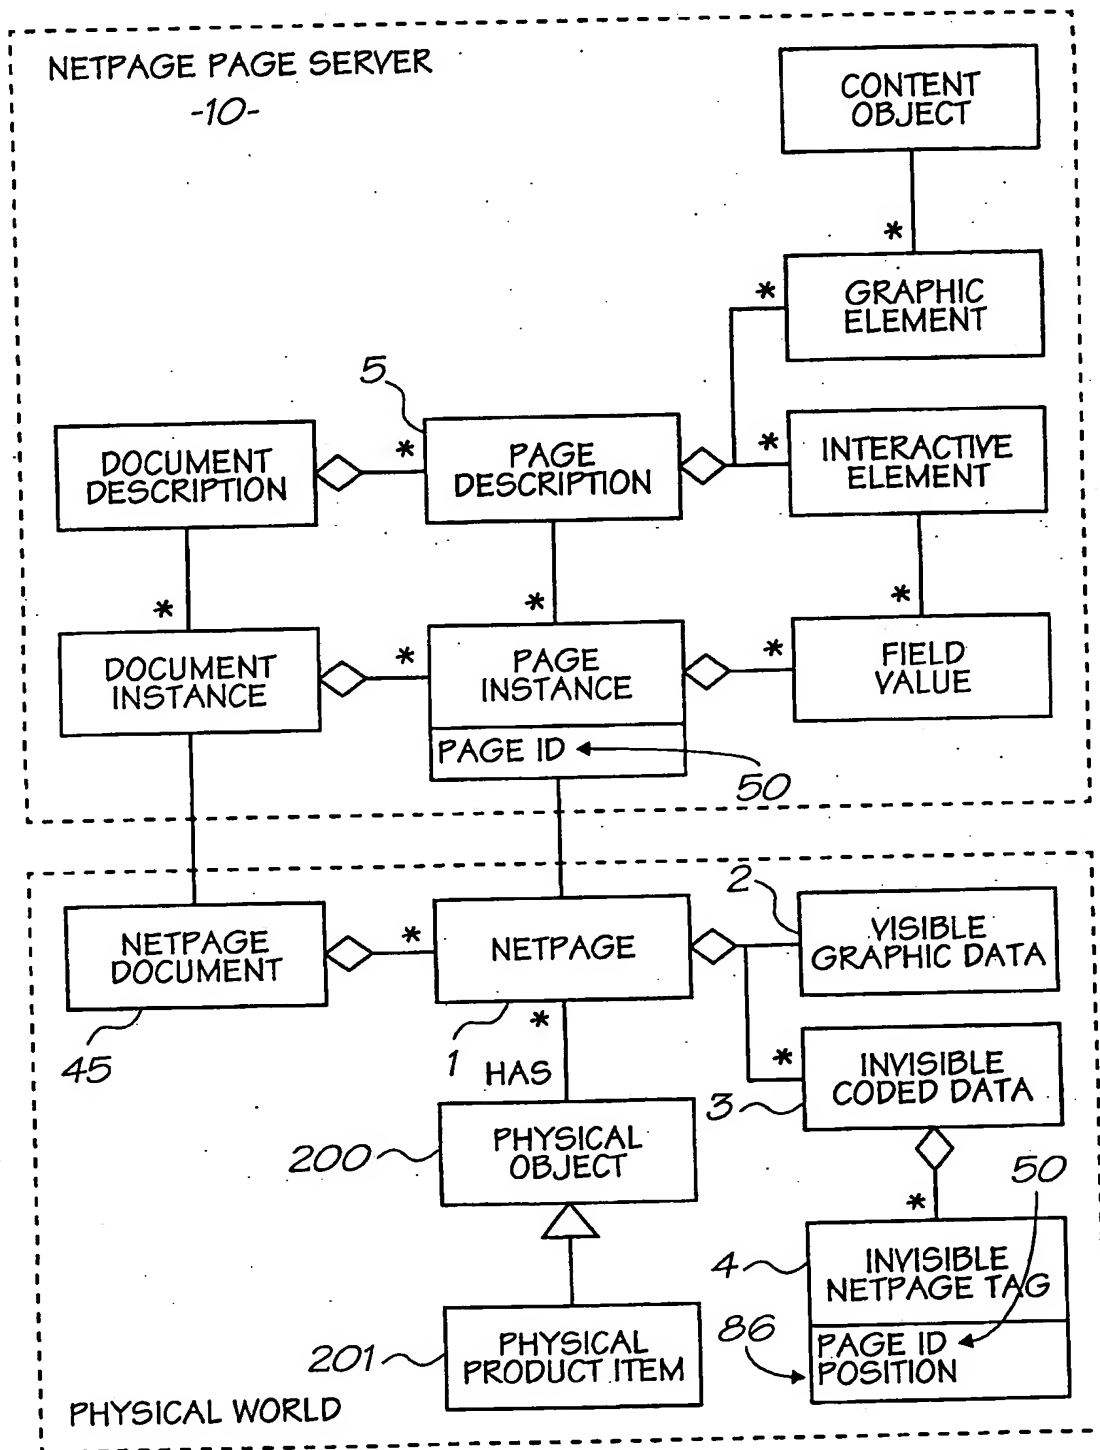 NETPAGE PAGE SERVER
-10-
CONTENT
OBJECT
*
GRAPHIC
ELEMENT
*
5
DOCUMENT
DESCRIPTION
*
PAGE
DESCRIPTION
*
INTERACTIVE
ELEMENT
*
*
*
DOCUMENT
INSTANCE
*
PAGE
INSTANCE
*
FIELD
VALUE
PAGE ID
50
2
NETPAGE
DOCUMENT
*
NETPAGE
VISIBLE
GRAPHIC DATA
45
1
*
HAS
*
3
INVISIBLE
CODED DATA
200
PHYSICAL
OBJECT
*
50
4
INVISIBLE
NETPAGE TAG
201
PHYSICAL
PRODUCT ITEM
86
PAGE ID
POSITION
PHYSICAL WORLD